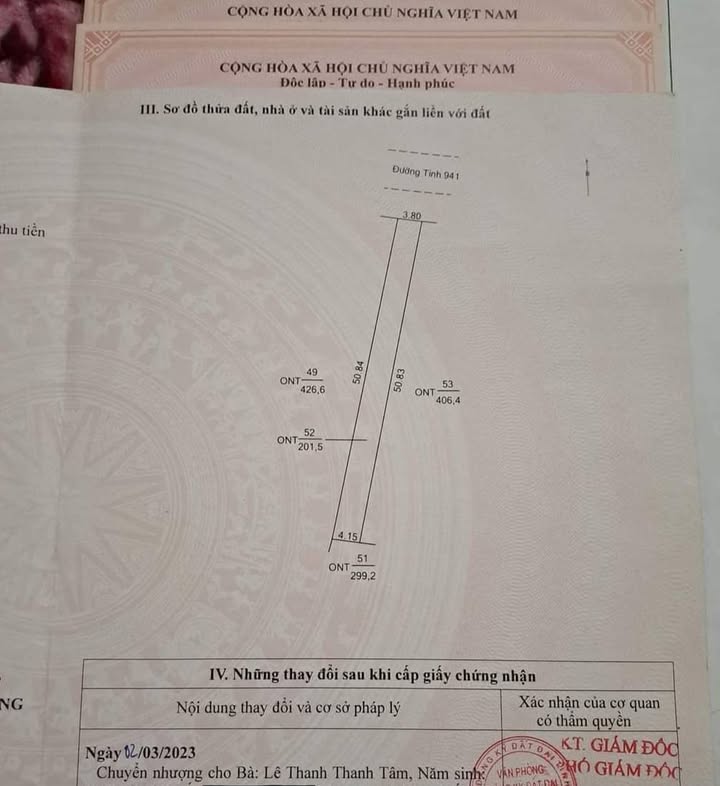 CỘNG HÒA XÃ HỘI CHỦ NGHĨA VIỆT NAM
CỘNG HÒA XÃ HỘI CHỦ NGHĨA VIỆT NAM
Độc lập - Tự do - Hạnh phúc
III. Sơ đồ thửa đất, nhà ở và tài sản khác gắn liền với đất
Đường Tỉnh 941
3.80
thu tiền
50.84
50.83
ONT 49/426,6
ONT 53/406,4
ONT 52/201,5
4.15
ONT 51/299,2
IV. Những thay đổi sau khi cấp giấy chứng nhận
NG
Nội dung thay đổi và cơ sở pháp lý
Xác nhận của cơ quan
có thẩm quyền
Ngày 02/03/2023
KT. GIÁM ĐỐC
Chuyển nhượng cho Bà: Lê Thanh Thanh Tâm, Năm sinh:
PHÓ GIÁM ĐỐC
VĂN PHÒNG